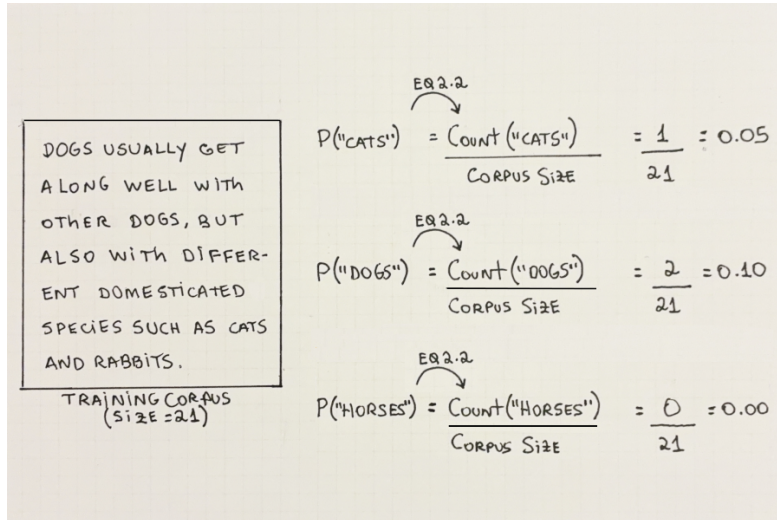 DOGS USUALLY GET
ALONG WELL WITH
OTHER DOGS, BUT
ALSO WITH DIFFER-
ENT DOMESTICATED
SPECIES SUCH AS CATS
AND RABBITS.
TRAINING CORPUS
(SIZE = 21)
EQ 2.2
P("CATS") = COUNT("CATS") = 1 = 0.05
CORPUS SIZE 21
EQ 2.2
P("DOGS") = COUNT("DOGS") = 2 = 0.10
CORPUS SIZE 21
EQ 2.2
P("HORSES") = COUNT("HORSES") = 0 = 0.00
CORPUS SIZE 21